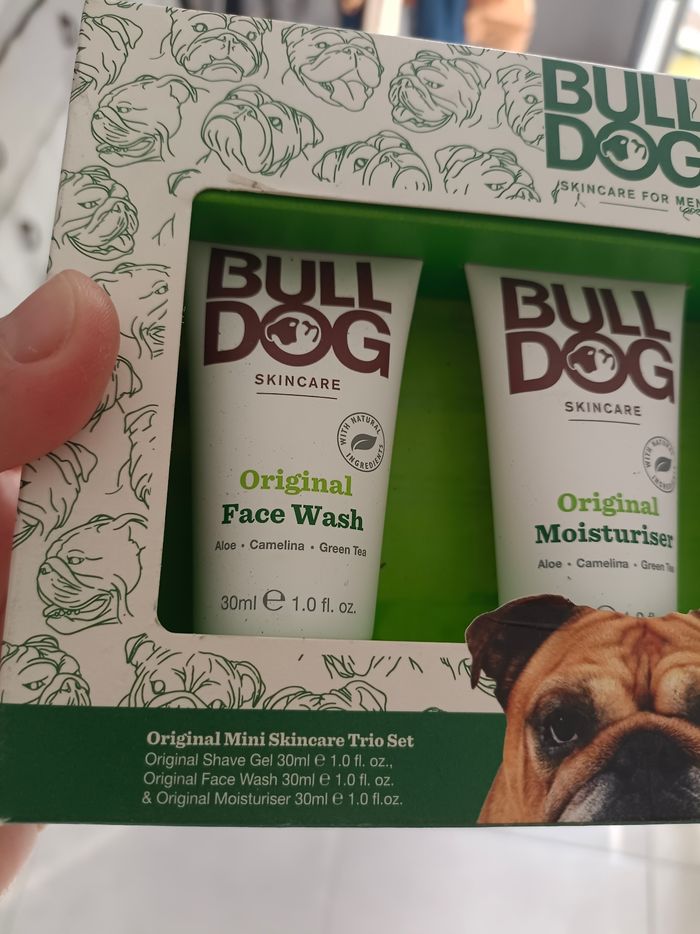 BULL
DOG
SKINCARE FOR MEN
BULL
DOG
SKINCARE
WITH NATURAL INGREDIENTS
Original
Face Wash
Aloe • Camelina • Green Tea
30ml ℮ 1.0 fl. oz.
BULL
DOG
SKINCARE
WITH NATURAL INGREDIENTS
Original
Moisturiser
Aloe • Camelina • Green Tea
Original Mini Skincare Trio Set
Original Shave Gel 30ml ℮ 1.0 fl. oz.,
Original Face Wash 30ml ℮ 1.0 fl. oz.
& Original Moisturiser 30ml ℮ 1.0 fl.oz.